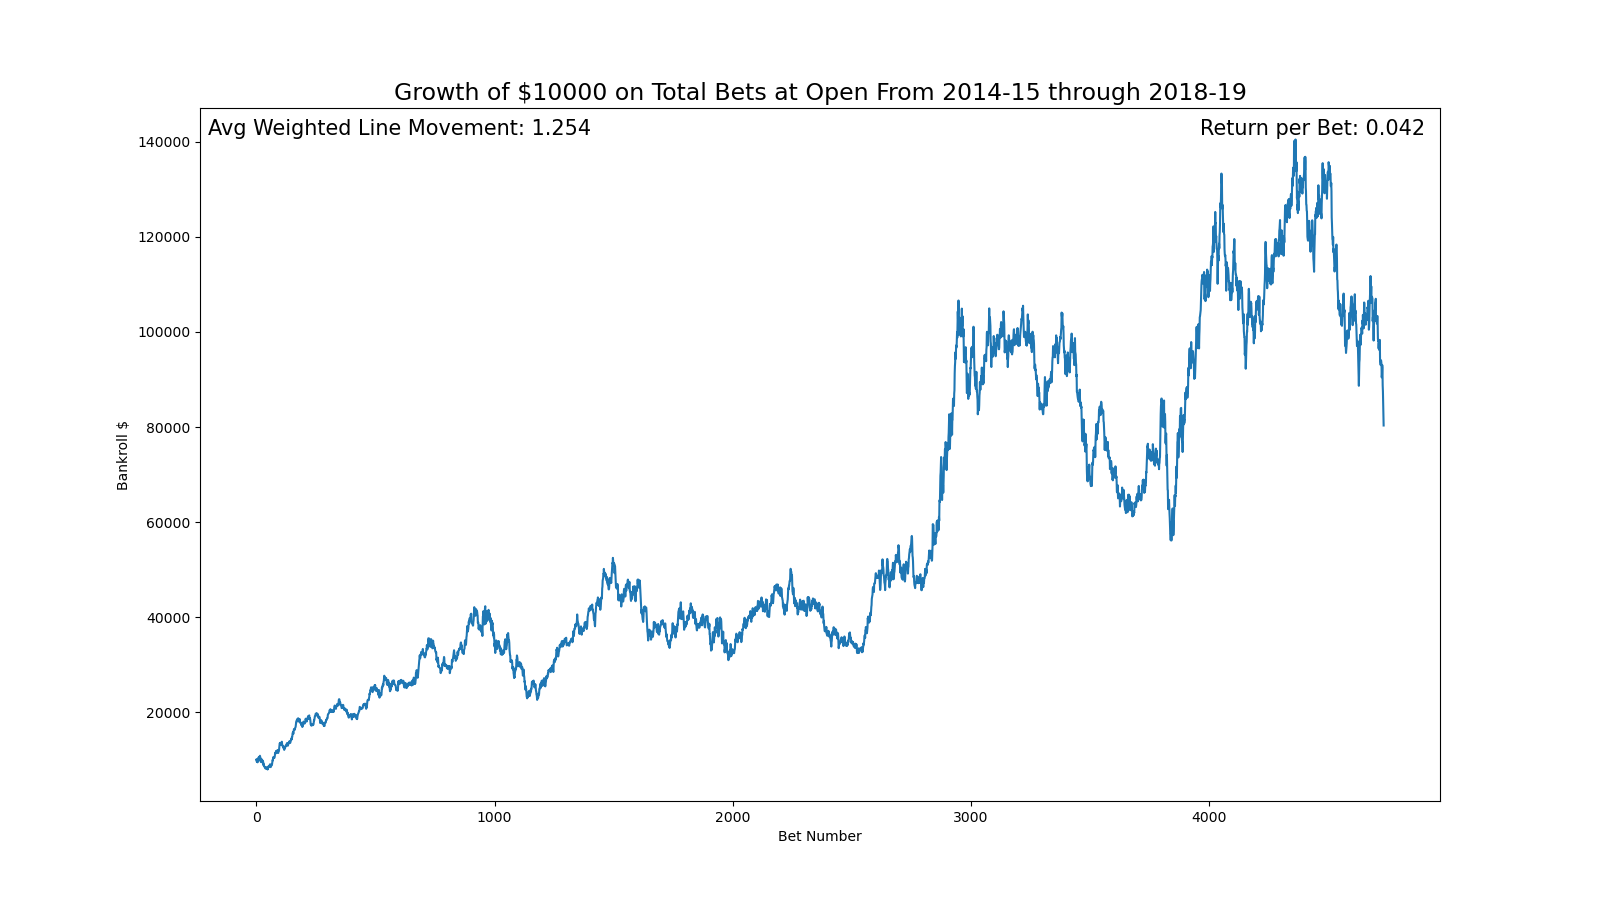 Growth of $10000 on Total Bets at Open From 2014-15 through 2018-19
Avg Weighted Line Movement: 1.254
Return per Bet: 0.042
140000
120000
100000
80000
60000
40000
20000
Bankroll $
0 1000 2000 3000 4000
Bet Number